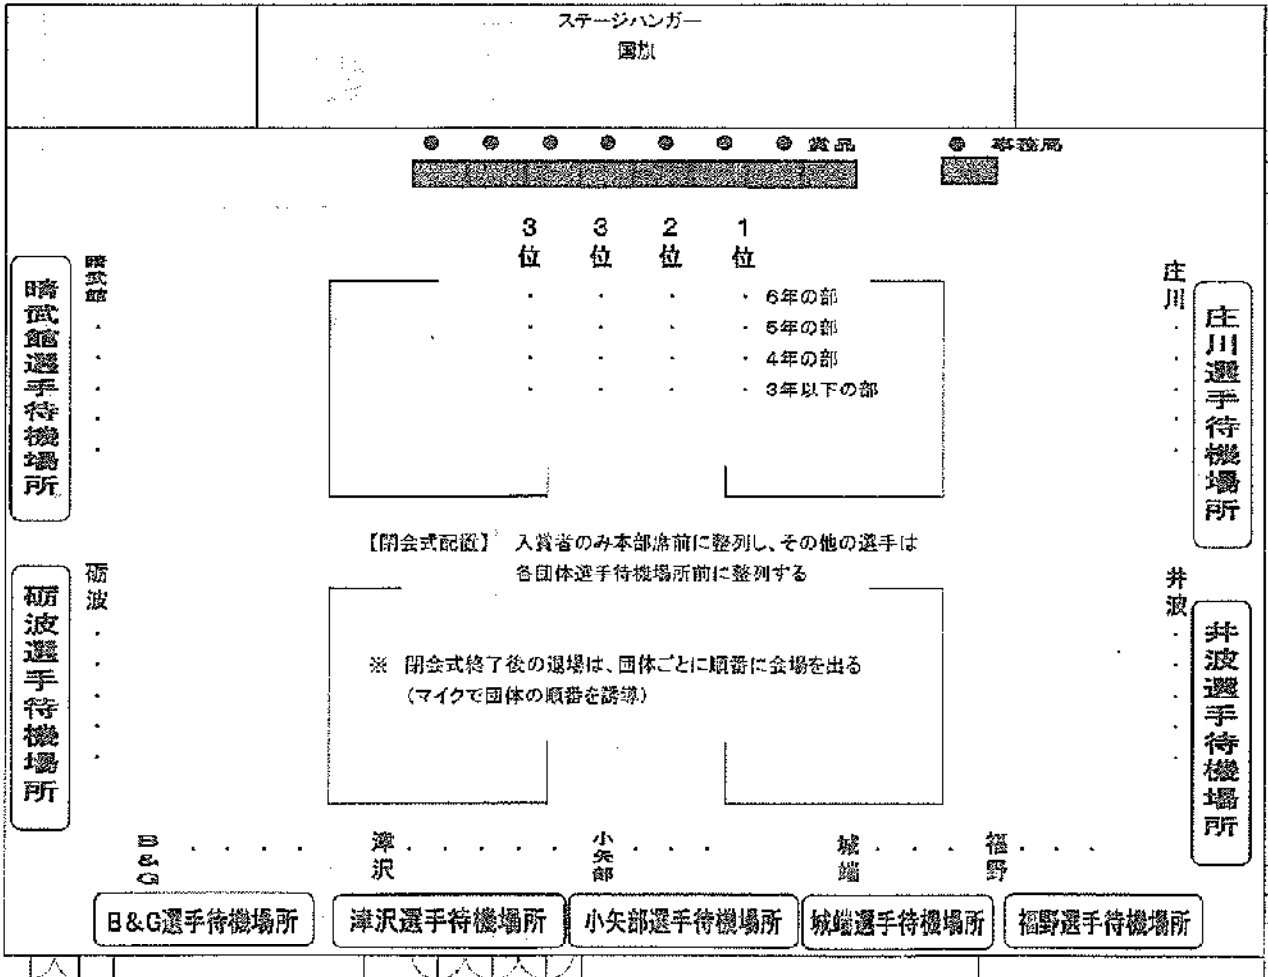 ステージハンガー
国旗
賞品
事務局
3位
3位
2位
1位
・ ・ ・ ・ 6年の部
・ ・ ・ ・ 5年の部
・ ・ ・ ・ 4年の部
・ ・ ・ ・ 3年以下の部
晴武館選手待機場所
晴武館・・・・・
庄川・・・・・
庄川選手待機場所
【閉会式配置】 入賞者のみ本部席前に整列し、その他の選手は
各団体選手待機場所前に整列する
砺波選手待機場所
砺波・・・・・
井波・・・・・
井波選手待機場所
※ 閉会式終了後の退場は、団体ごとに順番に会場を出る
(マイクで団体の順番を誘導)
B&G・・・・・
津沢・・・・・・
小矢部・・・
城端・・・・
福野・・・
B&G選手待機場所
津沢選手待機場所
小矢部選手待機場所
城端選手待機場所
福野選手待機場所